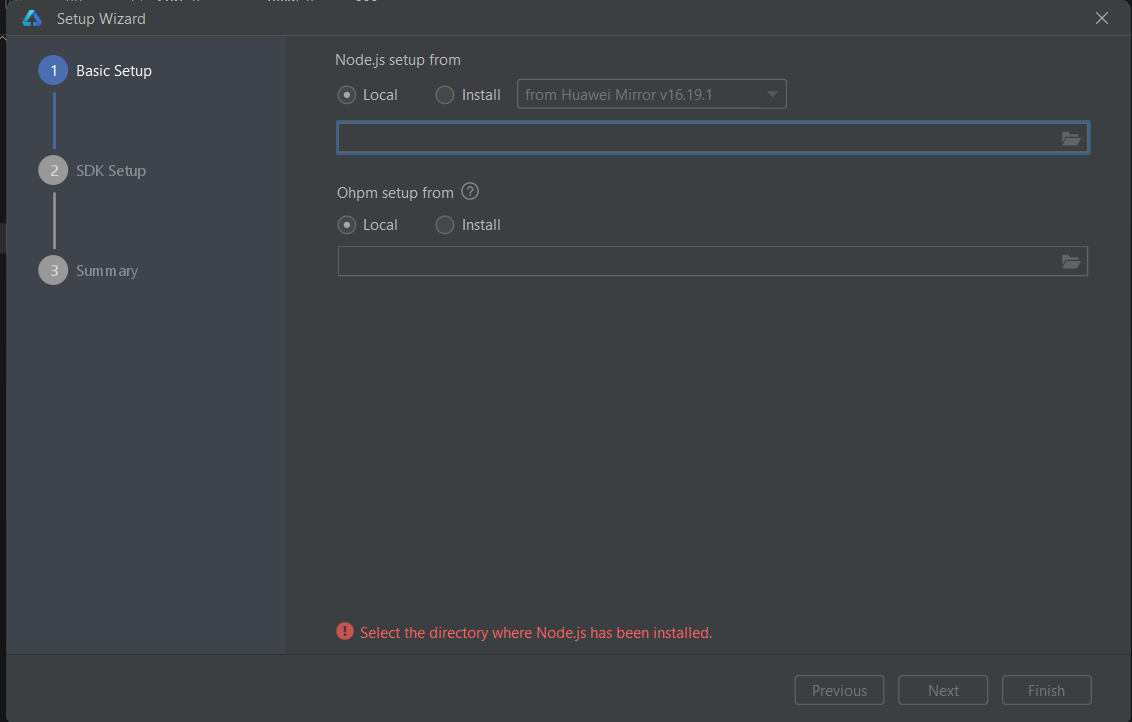 Setup Wizard
1 Basic Setup
2 SDK Setup
3 Summary
Node.js setup from
Local Install from Huawei Mirror v16.19.1
Ohpm setup from ?
Local Install
Select the directory where Node.js has been installed.
Previous Next Finish